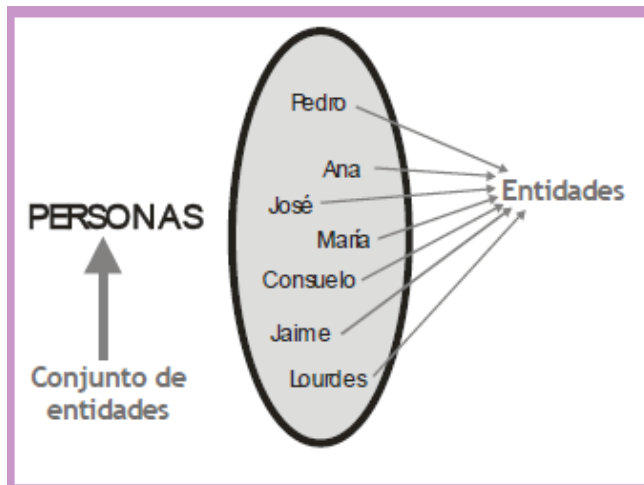 Pedro
Ana
Entidades
José
PERSONAS
María
Consuelo
Jaime
Conjunto de
entidades
Lourdes